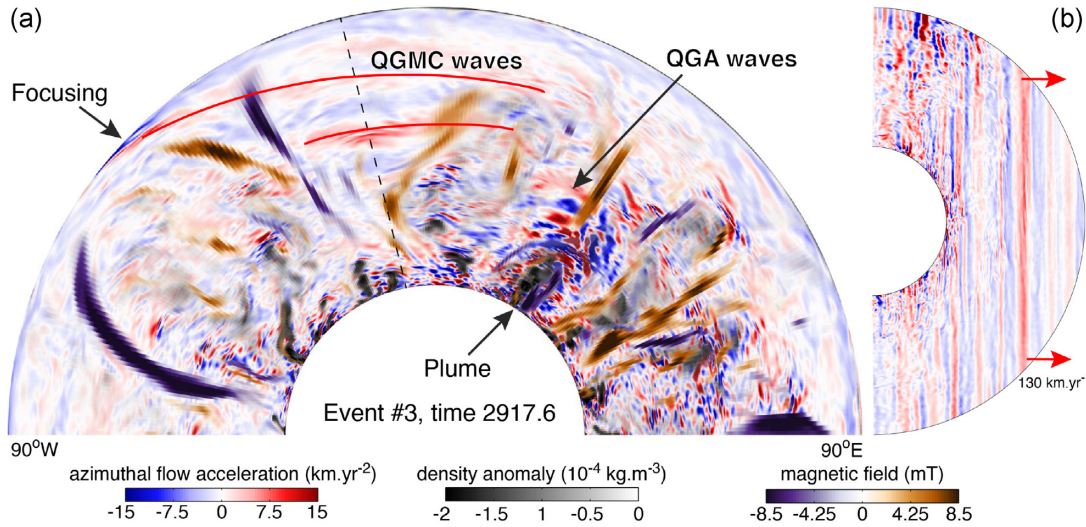 (a)
(b)
QGMC waves
QGA waves
Focusing
Plume
130 km.yr-
Event #3, time 2917.6
90°W
90°E
azimuthal flow acceleration (km.yr⁻²)
density anomaly (10⁻⁴ kg.m⁻³)
magnetic field (mT)
-15 -7.5 0 7.5 15
-2 -1.5 -1 -0.5 0
-8.5 -4.25 0 4.25 8.5